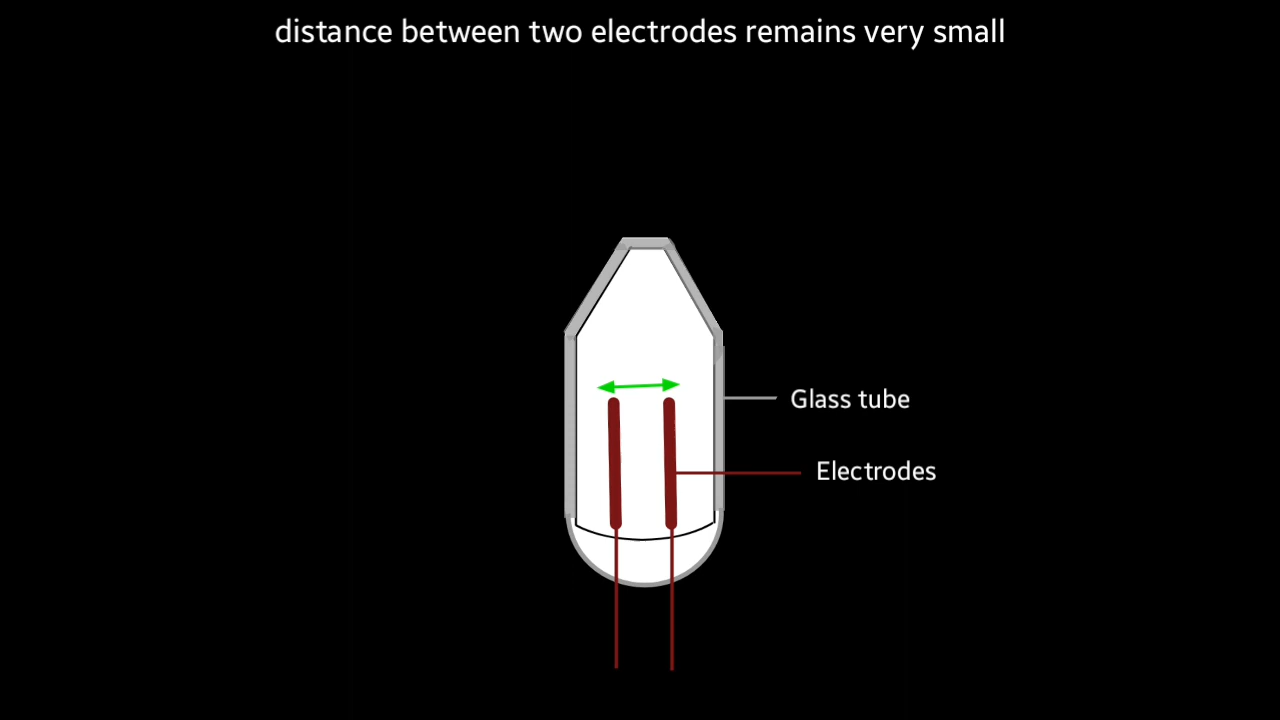 distance between two electrodes remains very small
Glass tube
Electrodes